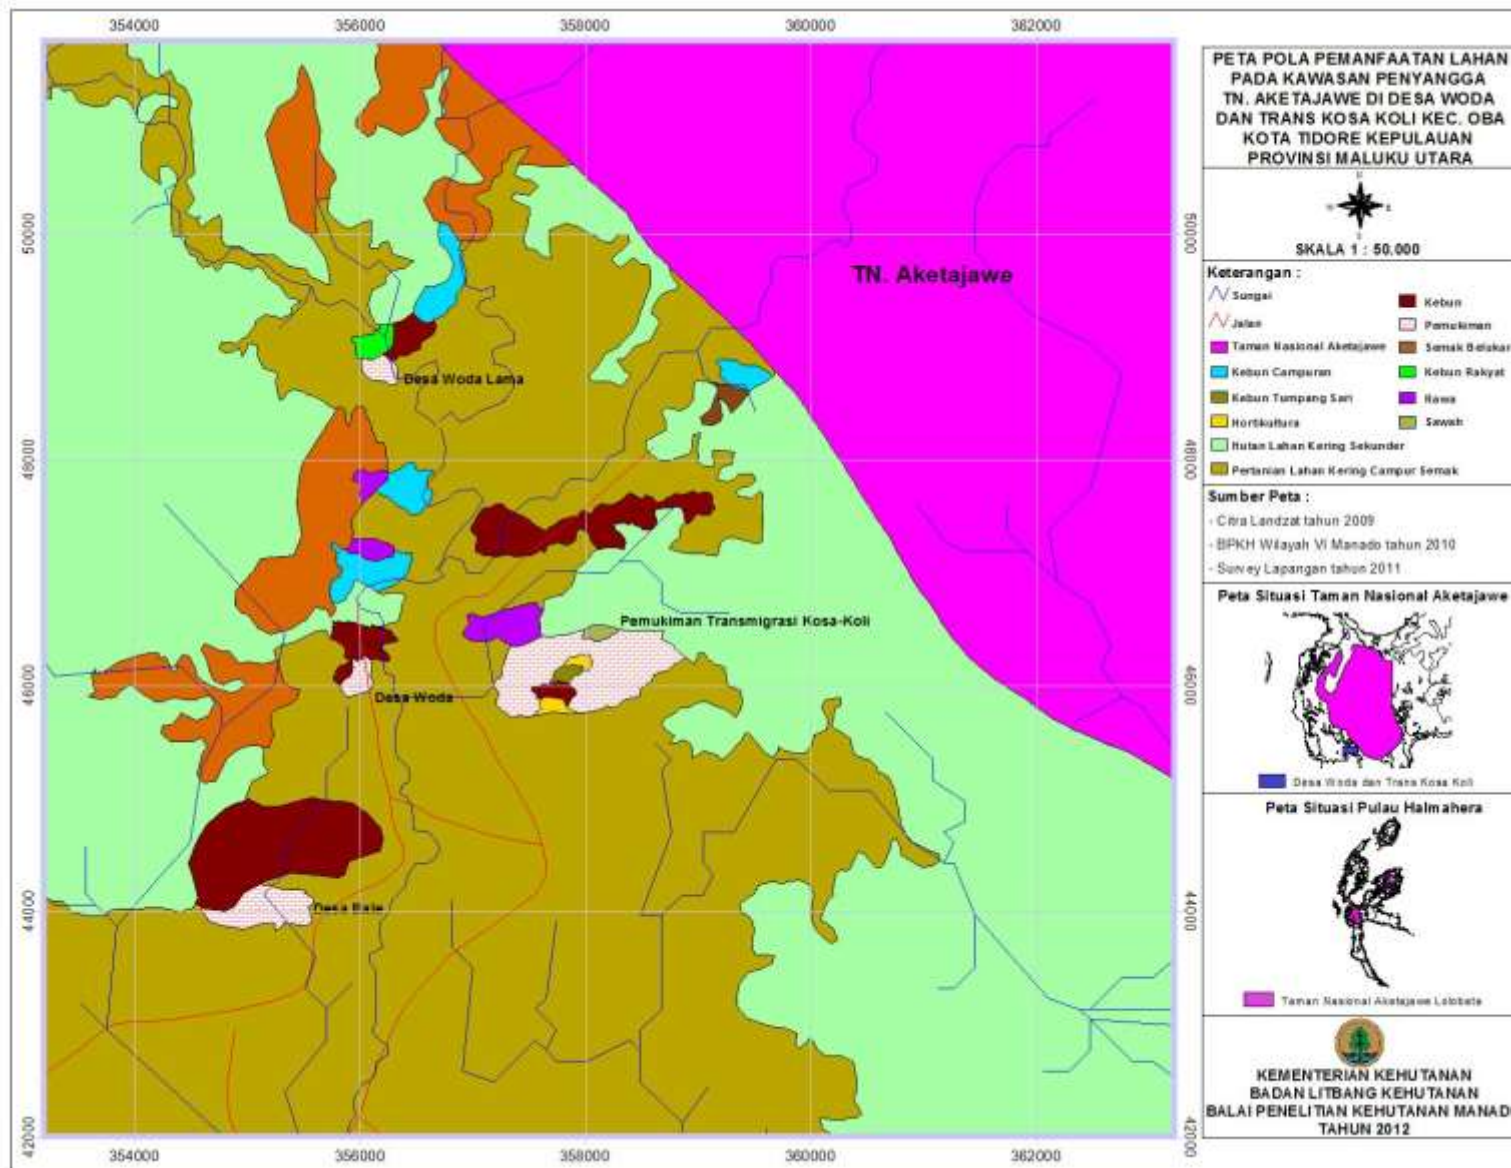 354000 356000 358000 360000 362000
50000
48000
46000
44000
42000
50000
48000
46000
44000
42000
354000 356000 358000 360000 362000
TN. Aketajawe
Desa Woda Lama
Pemukiman Transmigrasi Kosa-Koli
Desa Woda
PETA POLA PEMANFAATAN LAHAN
PADA KAWASAN PENYANGGA
TN. AKETAJAWE DI DESA WODA
DAN TRANS KOSA KOLI KEC. OBA
KOTA TIDORE KEPULAUAN
PROVINSI MALUKU UTARA
SKALA 1 : 50.000
Keterangan :
Sungai
Jalan
Taman Nasional Aketajawe
Kebun Campuran
Kebun Tumpang Sari
Hortikultura
Hutan Lahan Kering Sekunder
Pertanian Lahan Kering Campur Semak
Kebun
Pemukiman
Semak Belukar
Kebun Rakyat
Rawa
Sawah
Sumber Peta :
- Citra Landzat tahun 2009
- BPKH Wilayah VI Manado tahun 2010
- Survey Lapangan tahun 2011
Peta Situasi Taman Nasional Aketajawe
Desa Woda dan Trans Kosa Koli
Peta Situasi Pulau Halmahera
Taman Nasional Aketajawe Lolobata
KEMENTERIAN KEHUTANAN
BADAN LITBANG KEHUTANAN
BALAI PENELITIAN KEHUTANAN MANAD
TAHUN 2012